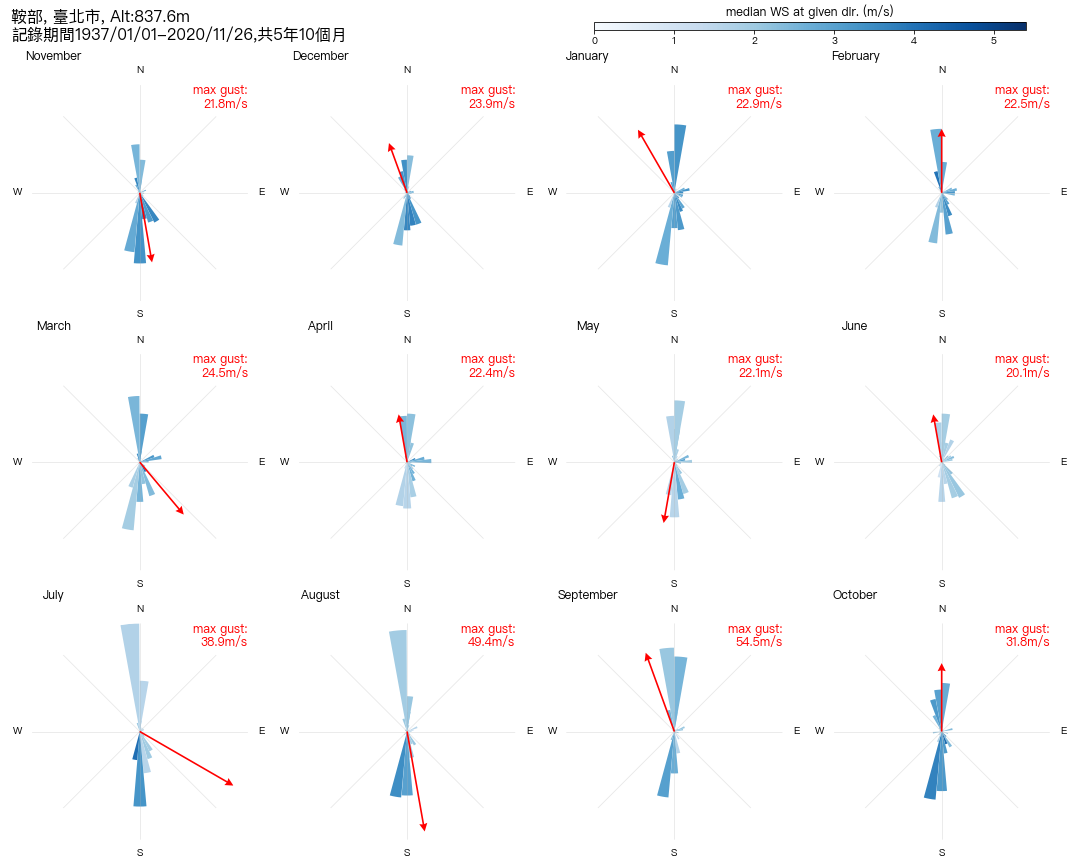 鞍部, 臺北市, Alt:837.6m
記錄期間1937/01/01−2020/11/26,共5年10個月
median WS at given dir. (m/s)
0 1 2 3 4 5
November
N
max gust:
21.8m/s
W E
S
December
N
max gust:
23.9m/s
W E
January
N
max gust:
22.9m/s
W E
S
February
N
max gust:
22.5m/s
W E
S
March
N
max gust:
24.5m/s
W E
S
April
N
max gust:
22.4m/s
W E
S
May
N
max gust:
22.1m/s
W E
S
June
N
max gust:
20.1m/s
W E
S
July
N
max gust:
38.9m/s
W E
S
August
N
max gust:
49.4m/s
W E
S
September
N
max gust:
54.5m/s
W E
S
October
N
max gust:
31.8m/s
W E
S